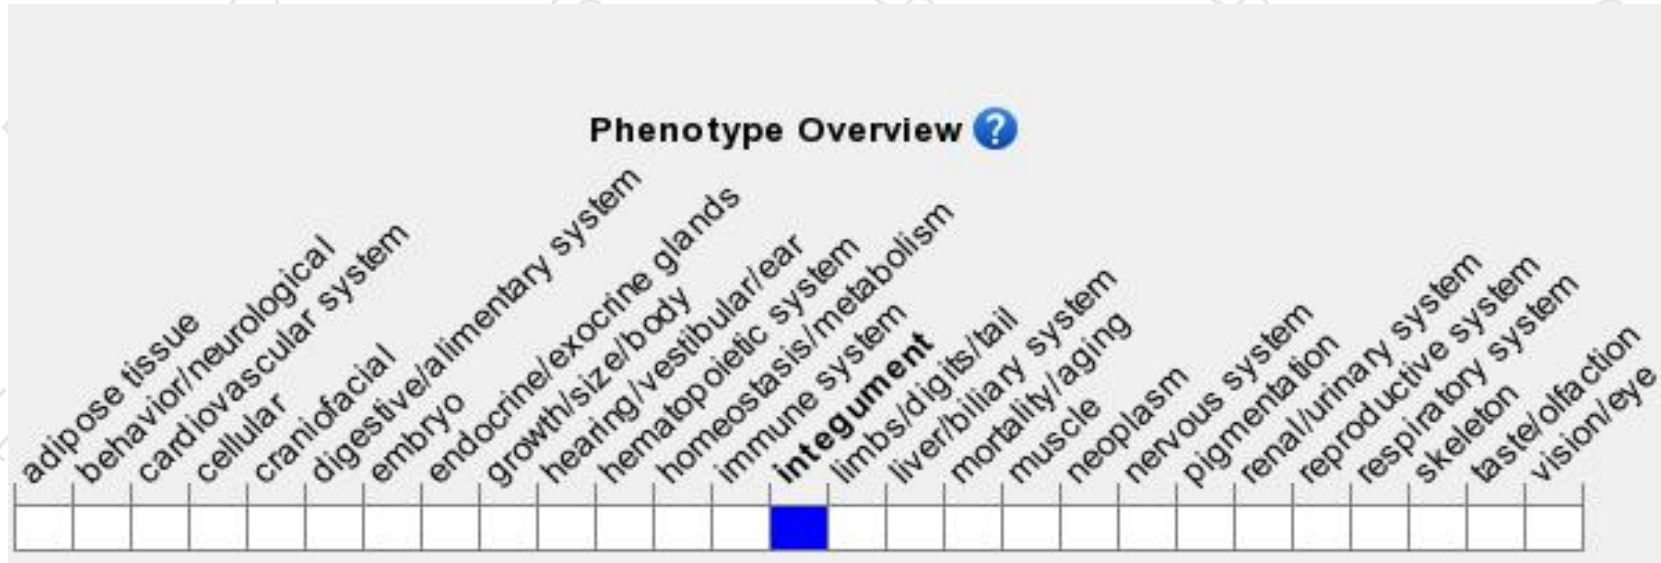 Phenotype Overview ?
adipose tissue
behavior/neurological
cardiovascular system
cellular
craniofacial
digestive/alimentary system
embryo
endocrine/exocrine glands
growth/size/body
hearing/vestibular/ear
hematopoietic system
homeostasis/metabolism
immune system
integument
limbs/digits/tail
liver/biliary system
mortality/aging
muscle
neoplasm
nervous system
pigmentation
renal/urinary system
reproductive system
respiratory system
skeleton
taste/olfaction
vision/eye